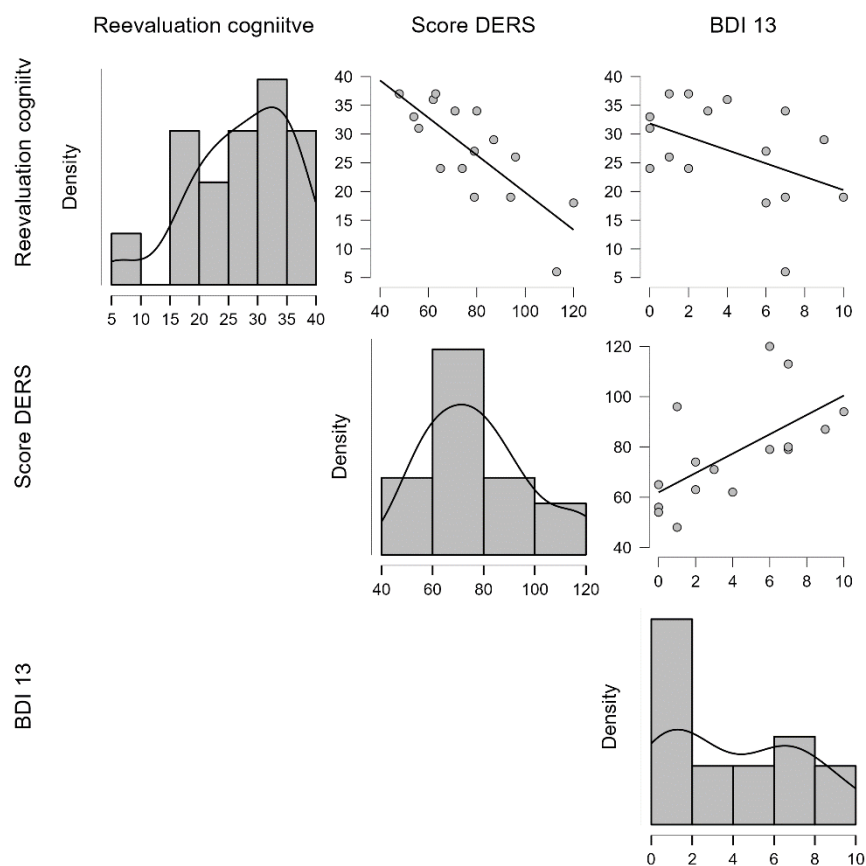 Reevaluation cogniitve
Score DERS
BDI 13
Reevaluation cogniitv
Density
5 10 15 20 25 30 35 40
40
35
30
25
20
15
10
5
40 60 80 100 120
40
35
30
25
20
15
10
5
0 2 4 6 8 10
Score DERS
Density
40 60 80 100 120
120
100
80
60
40
0 2 4 6 8 10
BDI 13
Density
0 2 4 6 8 10